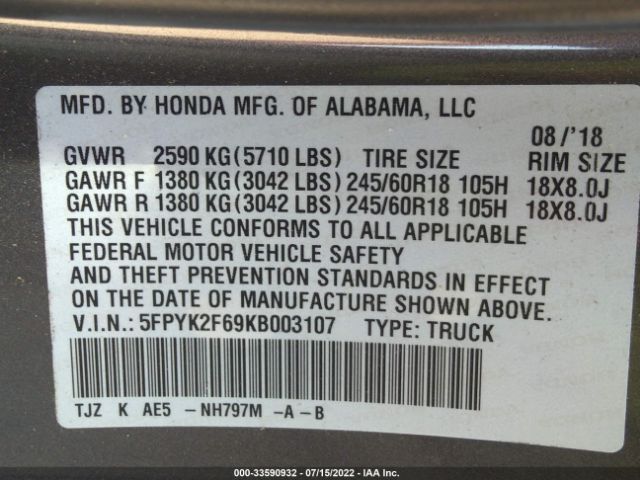 MFD. BY HONDA MFG. OF ALABAMA, LLC
08/'18
GVWR 2590 KG(5710 LBS) TIRE SIZE RIM SIZE
GAWR F 1380 KG(3042 LBS) 245/60R18 105H 18X8.0J
GAWR R 1380 KG(3042 LBS) 245/60R18 105H 18X8.0J
THIS VEHICLE CONFORMS TO ALL APPLICABLE
FEDERAL MOTOR VEHICLE SAFETY
AND THEFT PREVENTION STANDARDS IN EFFECT
ON THE DATE OF MANUFACTURE SHOWN ABOVE.
V.I.N.: 5FPYK2F69KB003107 TYPE: TRUCK
TJZ K AE5 -NH797M -A-B
000-33590932 - 07/15/2022 - IAA Inc.